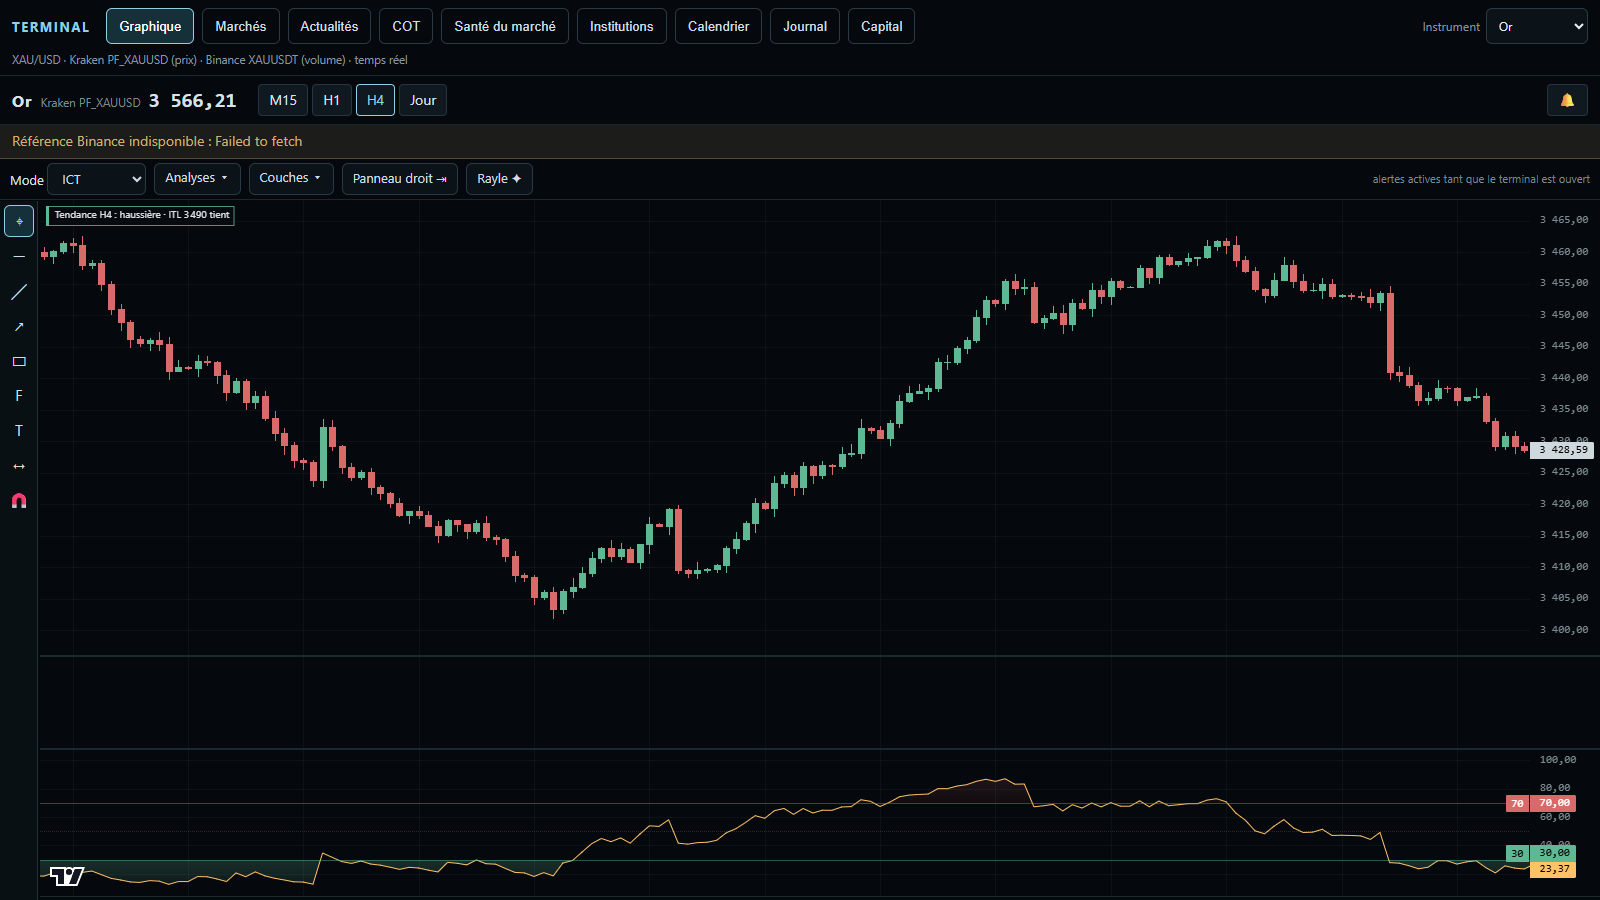 TERMINAL Graphique Marchés Actualités COT Santé du marché Institutions Calendrier Journal Capital Instrument Or
XAU/USD · Kraken PF_XAUUSD (prix) · Binance XAUUSDT (volume) · temps réel
Or Kraken PF_XAUUSD 3 566,21 M15 H1 H4 Jour
Référence Binance indisponible : Failed to fetch
Mode ICT Analyses Couches Panneau droit ⇥ Rayle ✦ alertes actives tant que le terminal est ouvert
Tendance H4 : haussière · ITL 3 490 tient
F
T
3 465,00
3 460,00
3 455,00
3 450,00
3 445,00
3 440,00
3 435,00
3 430,00
3 428,59
3 425,00
3 420,00
3 415,00
3 410,00
3 405,00
3 400,00
100,00
80,00
70 70,00
60,00
40,00
30 30,00
23,37